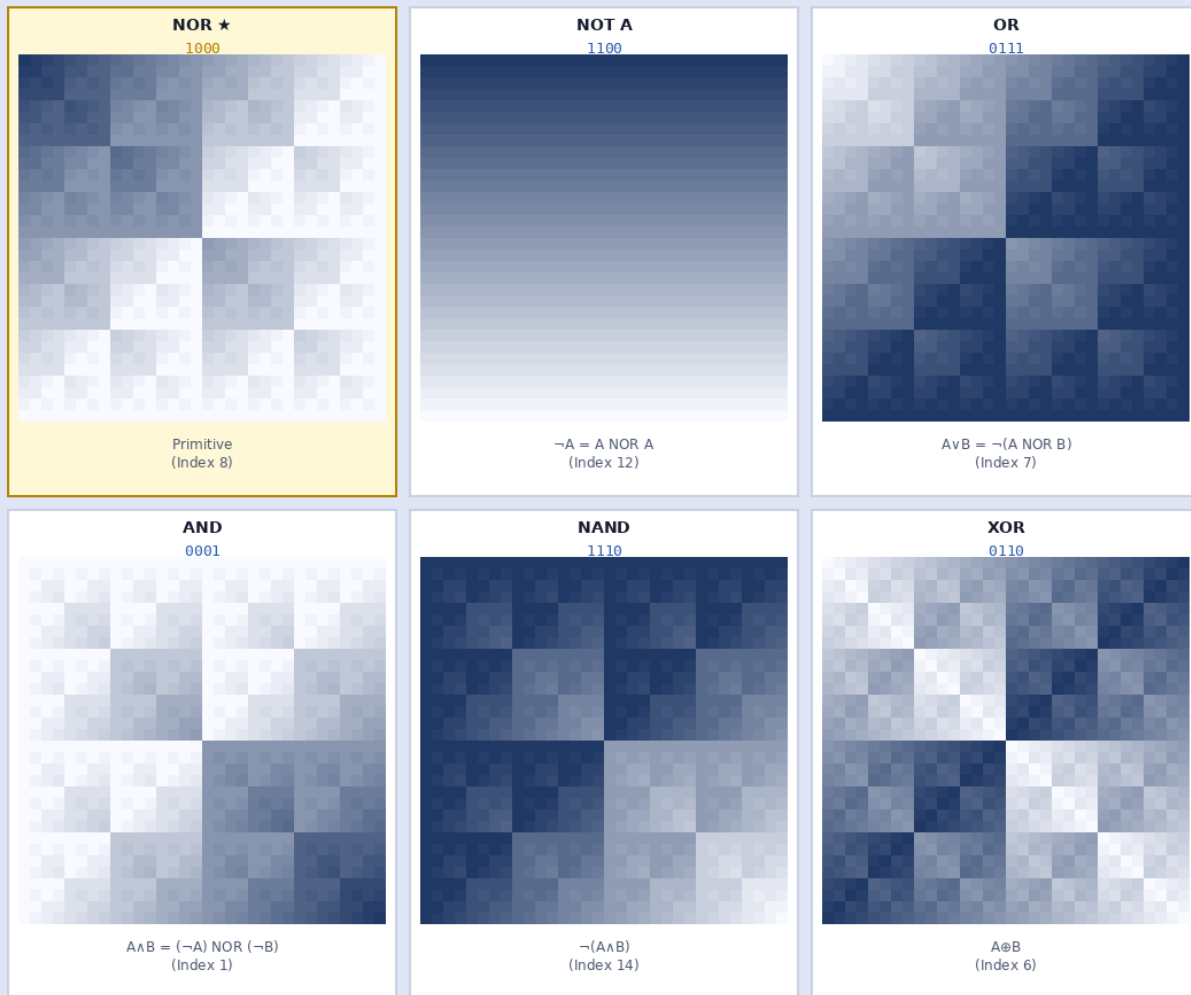 NOR ★
1000
Primitive
(Index 8)
NOT A
1100
¬A = A NOR A
(Index 12)
OR
0111
A∨B = ¬(A NOR B)
(Index 7)
AND
0001
A∧B = (¬A) NOR (¬B)
(Index 1)
NAND
1110
¬(A∧B)
(Index 14)
XOR
0110
A⊕B
(Index 6)